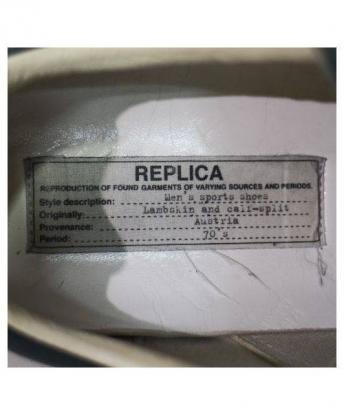 REPLICA
REPRODUCTION OF FOUND GARMENTS OF VARYING SOURCES AND PERIODS.
Style description: Men's sports shoes
Originally: Lambskin and calf-split
Provenance: Austria
Period: 70's